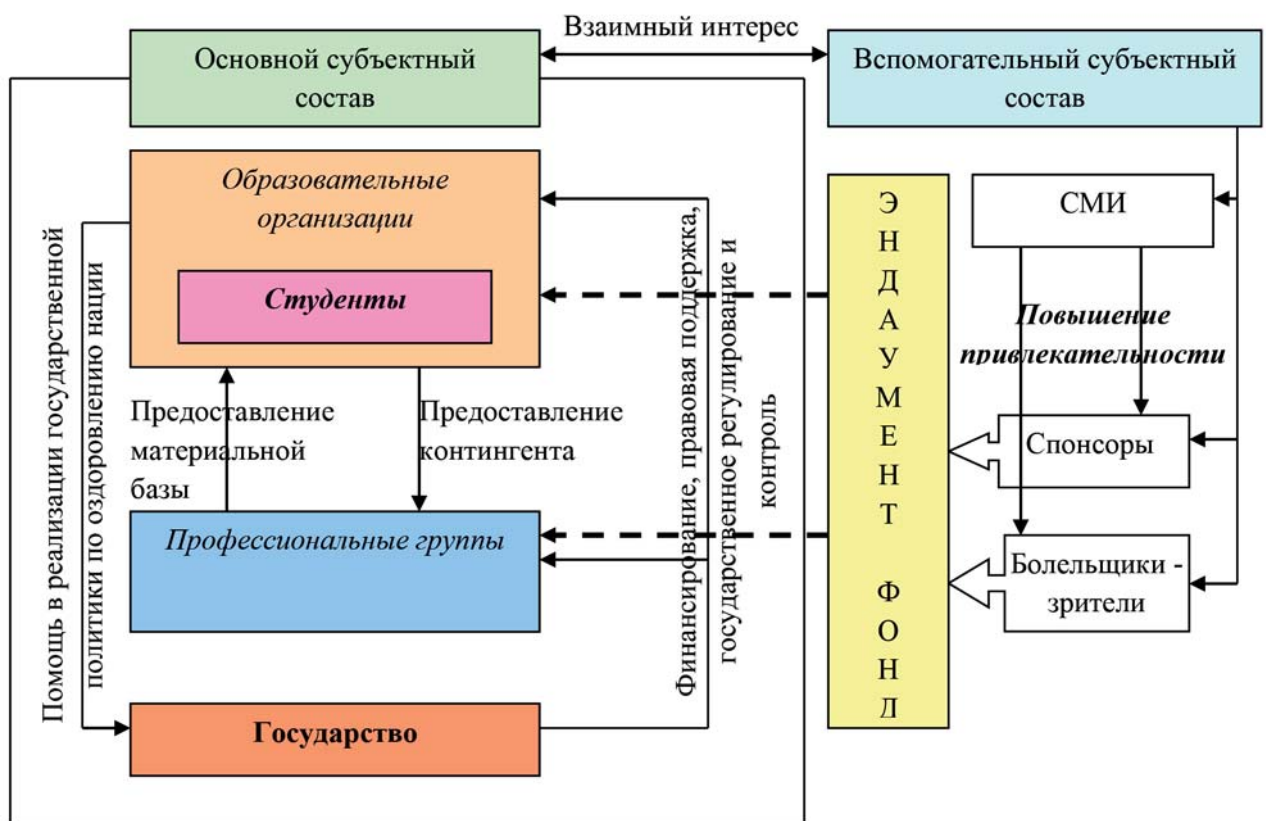 Взаимный интерес
Основной субъектный
состав
Вспомогательный субъектный
состав
Образовательные
организации
Студенты
Предоставление
материальной
базы
Предоставление
контингента
Профессиональные группы
Государство
Помощь в реализации государственной
политики по оздоровлению нации
Финансирование, правовая поддержка,
государственное регулирование и
контроль
Э
Н
Д
А
У
М
Е
Н
Т
Ф
О
Н
Д
СМИ
Повышение
привлекательности
Спонсоры
Болельщики -
зрители